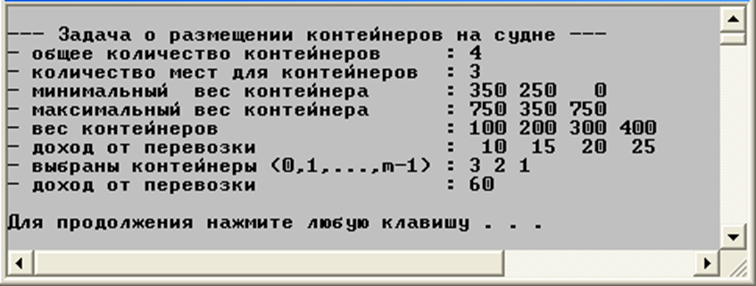 --- Задача о размещении контейнеров на судне ---
- общее количество контейнеров : 4
- количество мест для контейнеров : 3
- минимальный вес контейнера : 350 250 0
- максимальный вес контейнера : 750 350 750
- вес контейнеров : 100 200 300 400
- доход от перевозки : 10 15 20 25
- выбраны контейнеры (0,1,...,m-1) : 3 2 1
- доход от перевозки : 60
Для продолжения нажмите любую клавишу . . .